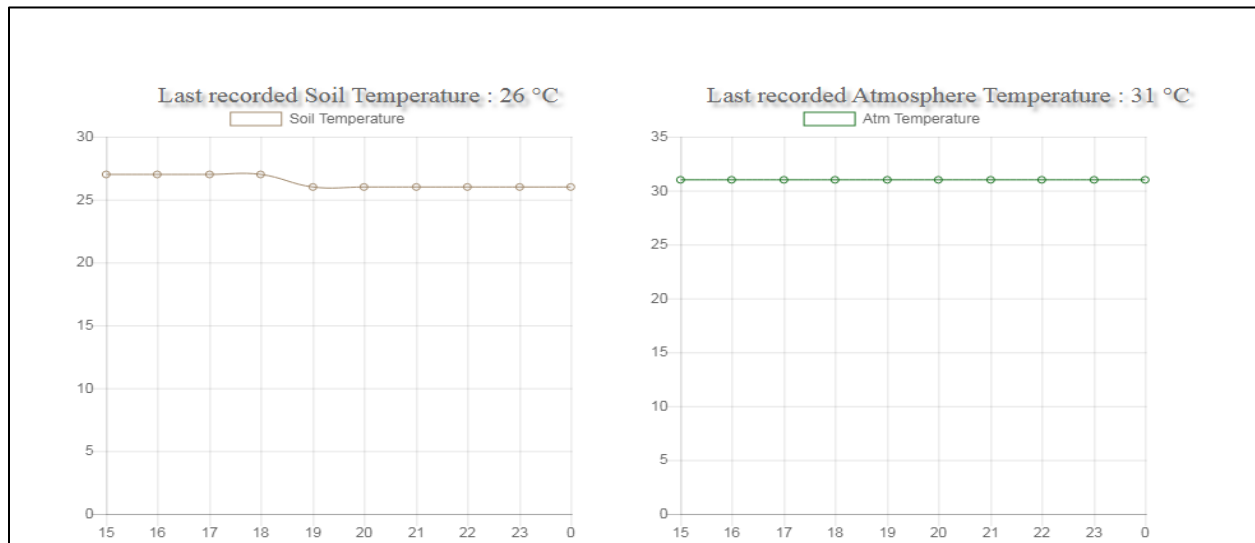 Last recorded Soil Temperature : 26 °C
Soil Temperature
30
25
20
15
10
5
0
15 16 17 18 19 20 21 22 23 0
Last recorded Atmosphere Temperature : 31 °C
Atm Temperature
35
30
25
20
15
10
5
0
15 16 17 18 19 20 21 22 23 0